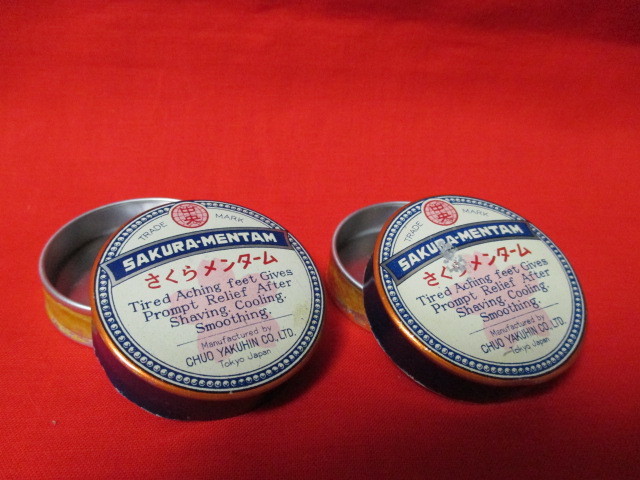 TRADE 中央 MARK
SAKURA-MENTAM
さくらメンターム
Tired Aching feet Gives
Prompt Relief After
Shaving. Cooling.
Smoothing.
Manufactured by
CHUO YAKUHIN CO., LTD.
Tokyo Japan
TRADE 中央 MARK
SAKURA-MENTAM
さくらメンターム
Tired Aching feet Gives
Prompt Relief After
Shaving. Cooling.
Smoothing.
Manufactured by
CHUO YAKUHIN CO., LTD.
Tokyo Japan